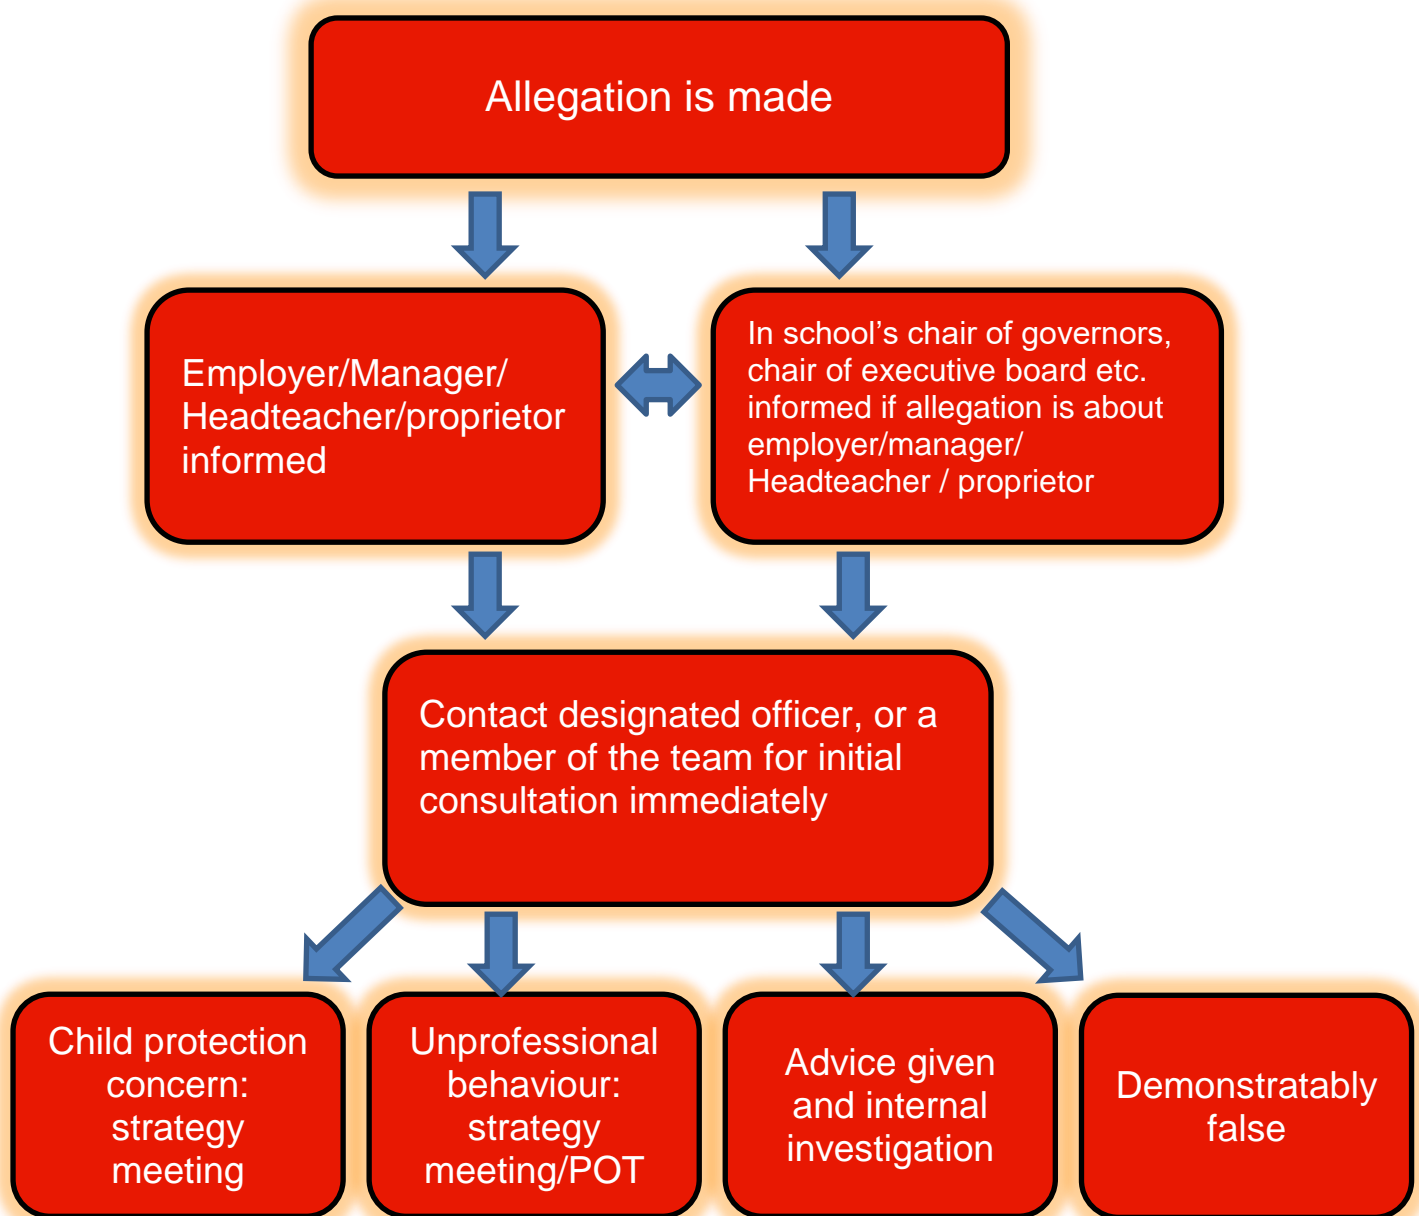 Allegation is made
Employer/Manager/
Headteacher/proprietor
informed
In school’s chair of governors,
chair of executive board etc.
informed if allegation is about
employer/manager/
Headteacher / proprietor
Contact designated officer, or a
member of the team for initial
consultation immediately
Child protection
concern:
strategy
meeting
Unprofessional
behaviour:
strategy
meeting/POT
Advice given
and internal
investigation
Demonstratably
false